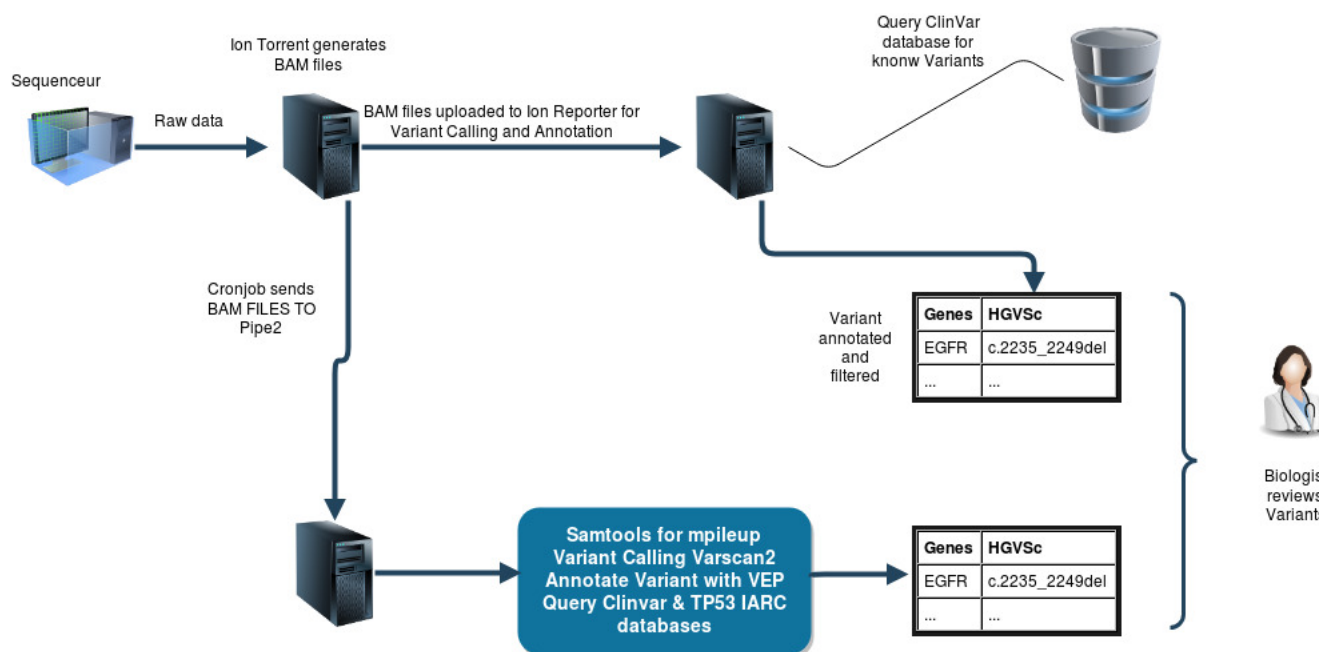 Sequenceur
Raw data
Ion Torrent generates
BAM files
BAM files uploaded to Ion Reporter for
Variant Calling and Annotation
Query ClinVar
database for
knonw Variants
Cronjob sends
BAM FILES TO
Pipe2
Variant
annotated
and
filtered
Genes HGVSc
EGFR c.2235_2249del
... ...
Biologis
reviews
Variants
Samtools for mpileup
Variant Calling Varscan2
Annotate Variant with VEP
Query Clinvar & TP53 IARC
databases
Genes HGVSc
EGFR c.2235_2249del
... ...